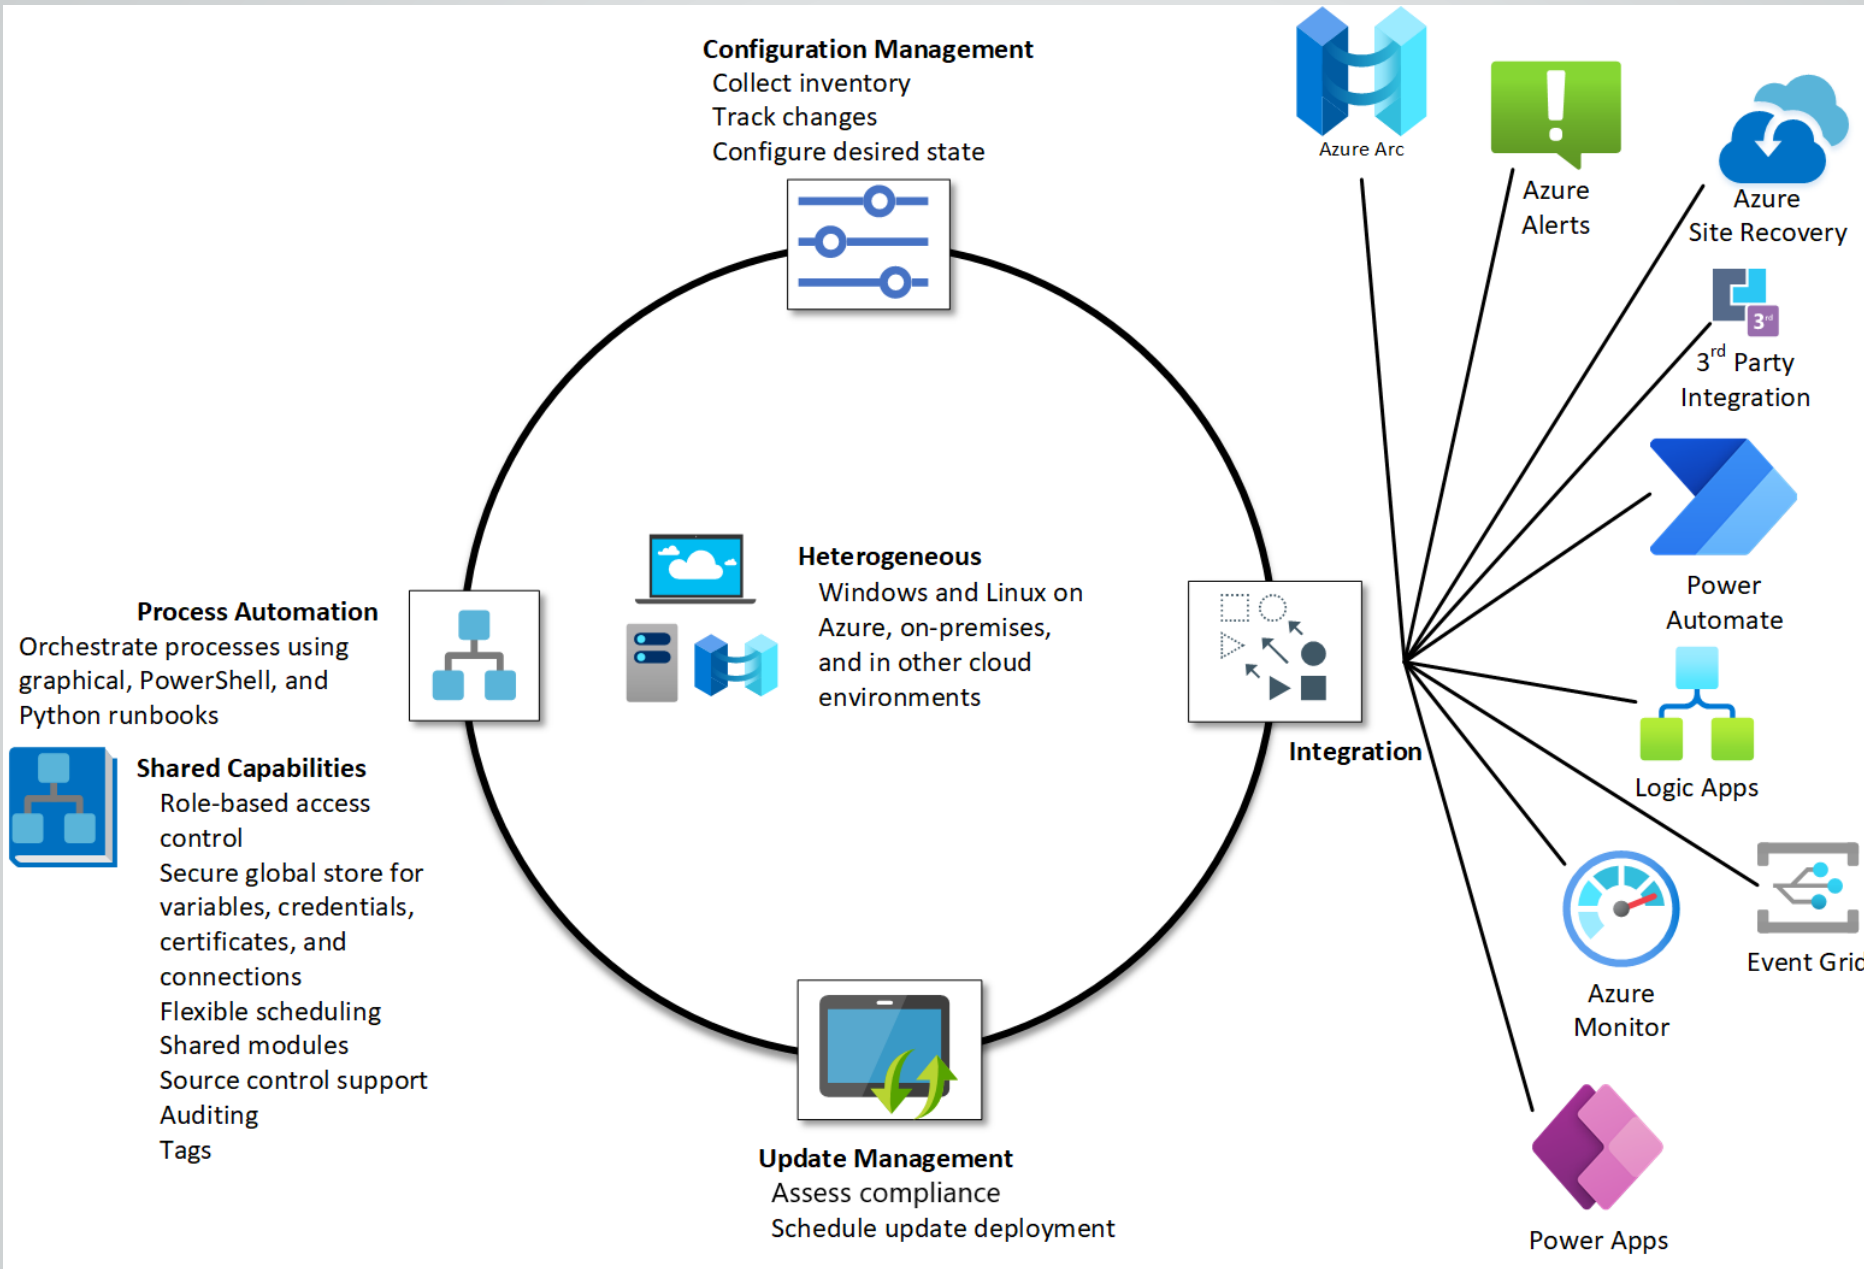 Configuration Management
Collect inventory
Track changes
Configure desired state
Azure Arc
Azure
Alerts
Azure
Site Recovery
3rd
3rd Party
Integration
Power
Automate
Logic Apps
Event Grid
Azure
Monitor
Power Apps
Integration
Heterogeneous
Windows and Linux on
Azure, on-premises,
and in other cloud
environments
Process Automation
Orchestrate processes using
graphical, PowerShell, and
Python runbooks
Shared Capabilities
Role-based access
control
Secure global store for
variables, credentials,
certificates, and
connections
Flexible scheduling
Shared modules
Source control support
Auditing
Tags
Update Management
Assess compliance
Schedule update deployment